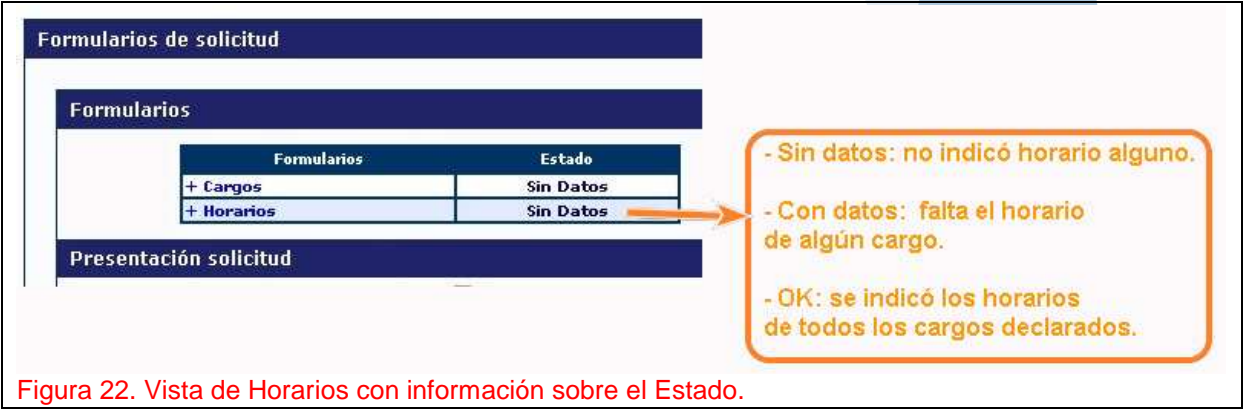 Formularios de solicitud
Formularios
Formularios Estado
+ Cargos Sin Datos
+ Horarios Sin Datos
Presentación solicitud
- Sin datos: no indicó horario alguno.
- Con datos: falta el horario
de algún cargo.
- OK: se indicó los horarios
de todos los cargos declarados.
Figura 22. Vista de Horarios con información sobre el Estado.